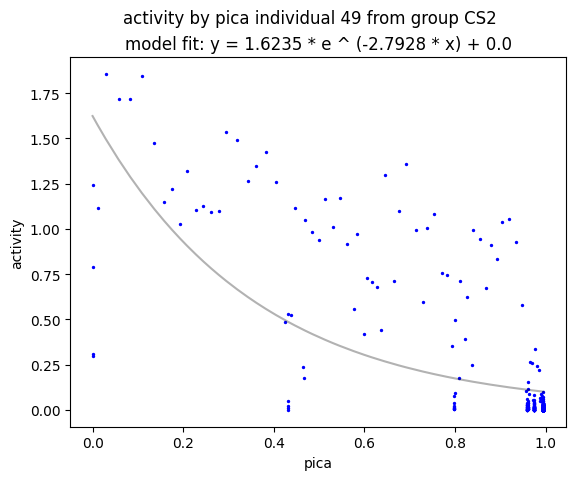 activity by pica individual 49 from group CS2
model fit: y = 1.6235 * e ^ (-2.7928 * x) + 0.0
1.75
1.50
1.25
1.00
0.75
0.50
0.25
0.00
activity
0.0 0.2 0.4 0.6 0.8 1.0
pica